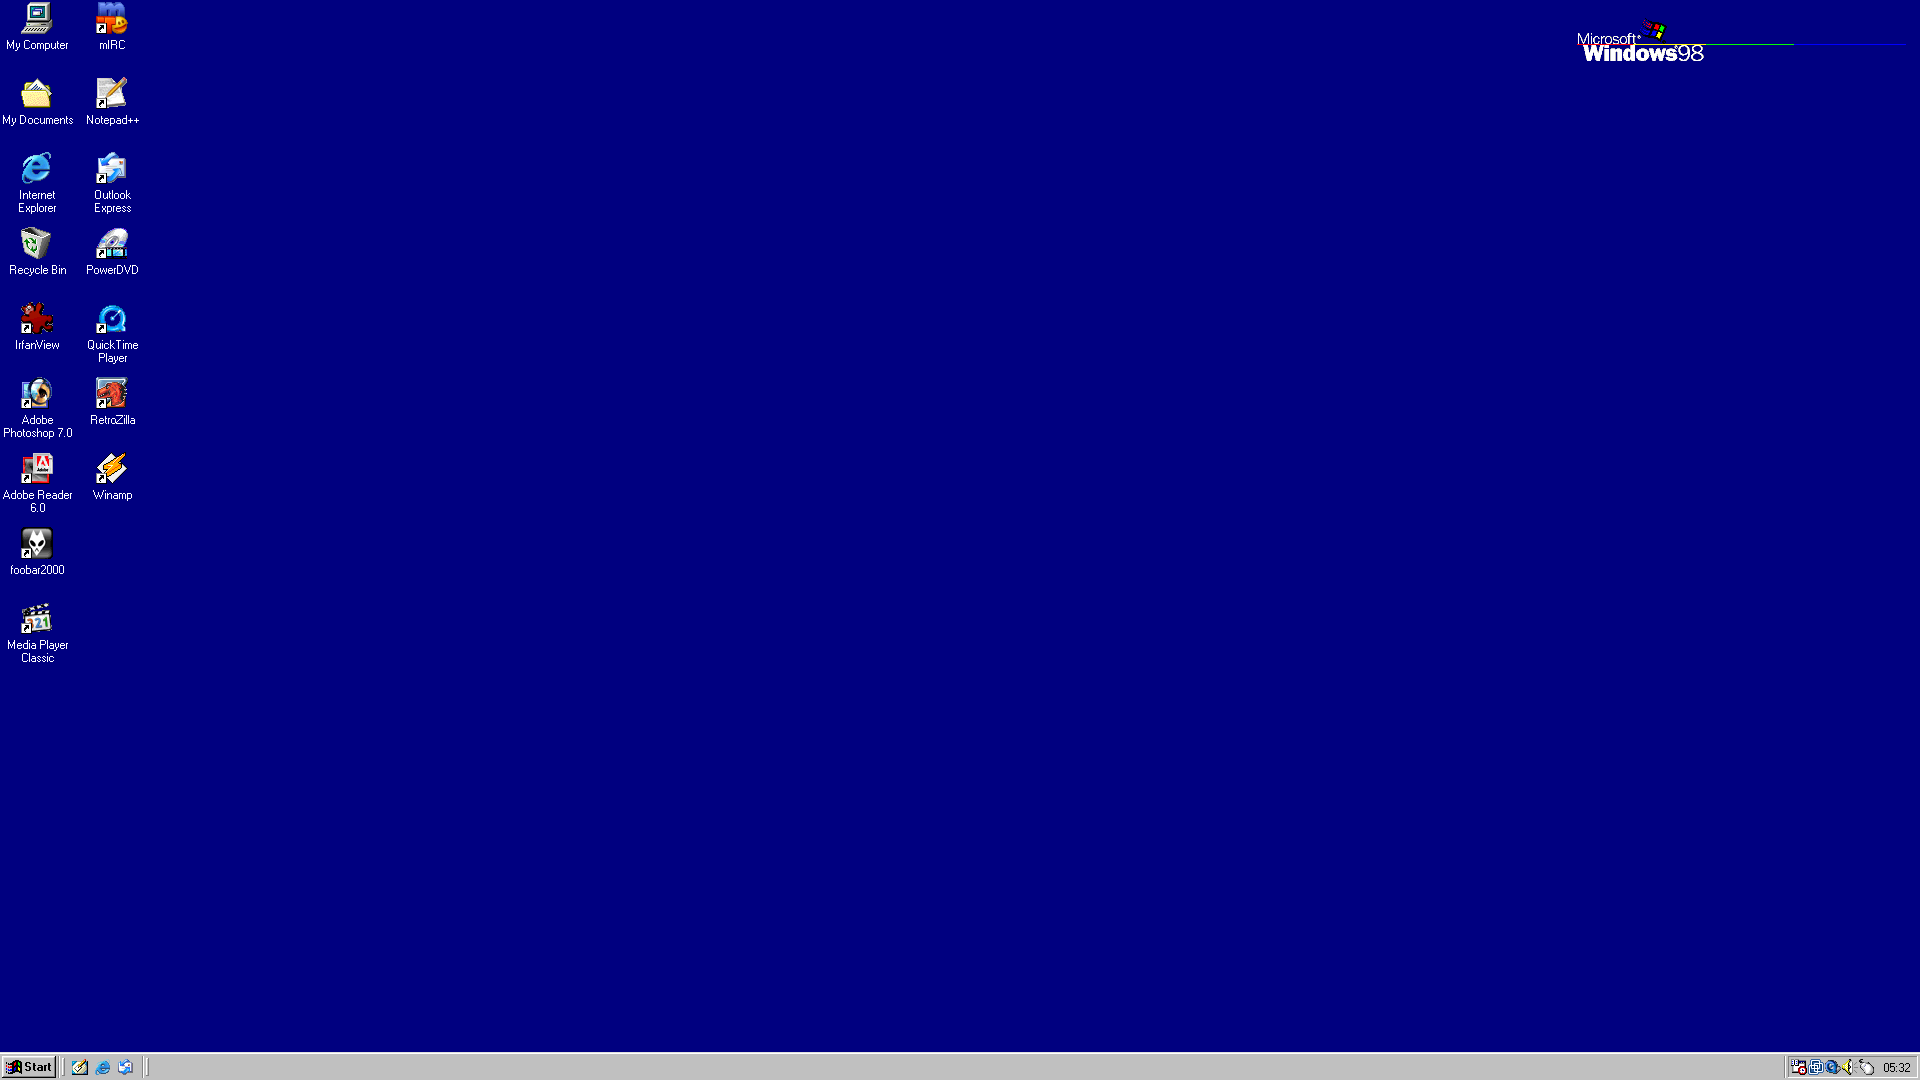 My Computer
mIRC
My Documents
Notepad++
Internet
Explorer
Outlook
Express
Recycle Bin
PowerDVD
IrfanView
QuickTime
Player
Adobe
Photoshop 7.0
RetroZilla
Adobe Reader
6.0
Winamp
foobar2000
Media Player
Classic
Microsoft®
Windows98
Start
05:32